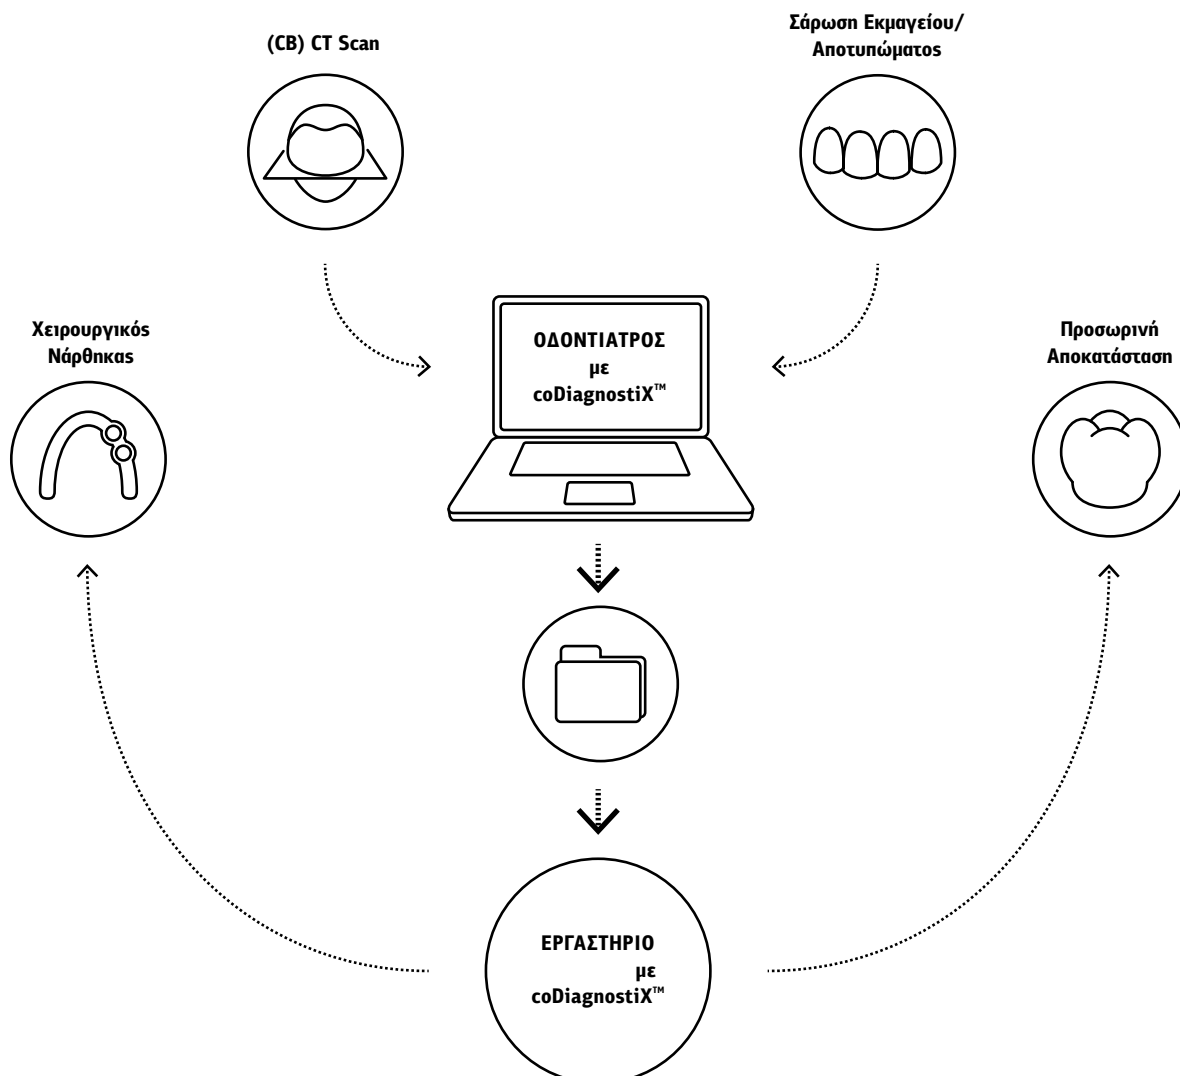 (CB) CT Scan
Σάρωση Εκμαγείου/
Αποτυπώματος
Χειρουργικός
Νάρθηκας
ΟΔΟΝΤΙΑΤΡΟΣ
με
coDiagnostiX™
Προσωρινή
Αποκατάσταση
ΕΡΓΑΣΤΗΡΙΟ
με
coDiagnostiX™